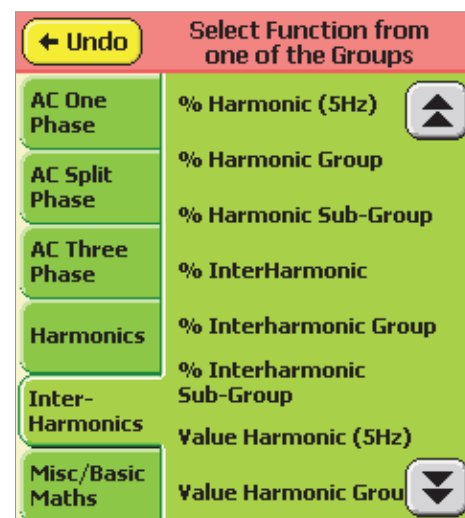 ← Undo
Select Function from
one of the Groups
AC One
Phase
AC Split
Phase
AC Three
Phase
Harmonics
Inter-
Harmonics
Misc/Basic
Maths
% Harmonic (5Hz)
% Harmonic Group
% Harmonic Sub-Group
% InterHarmonic
% Interharmonic Group
% Interharmonic
Sub-Group
Value Harmonic (5Hz)
Value Harmonic Grou